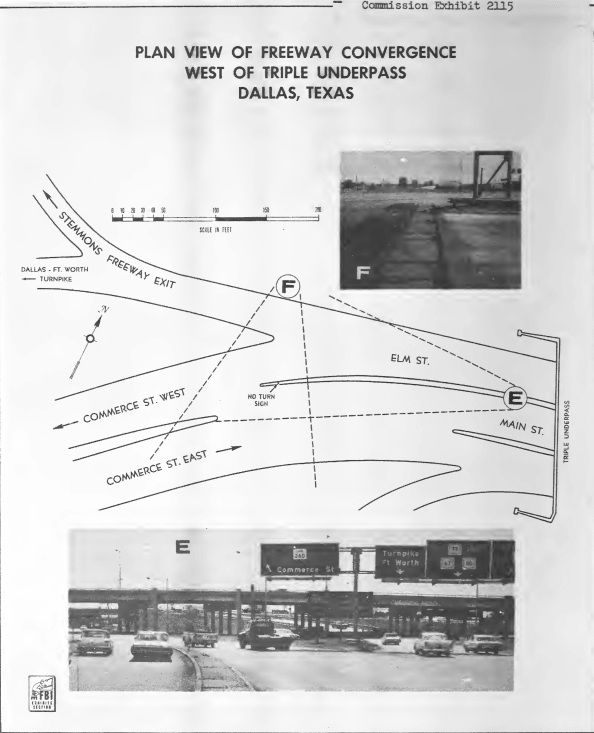 Commission Exhibit 2115
PLAN VIEW OF FREEWAY CONVERGENCE
WEST OF TRIPLE UNDERPASS
DALLAS, TEXAS
0 10 20 30 40 50 100 150 200
SCALE IN FEET
F
STEMMONS FREEWAY EXIT
DALLAS - FT. WORTH
TURNPIKE
N
F
ELM ST.
NO TURN
SIGN
E
COMMERCE ST. WEST
MAIN ST.
TRIPLE UNDERPASS
COMMERCE ST. EAST
E
Commerce St
Turnpike
Ft Worth
FBI
EXHIBITS
SECTION